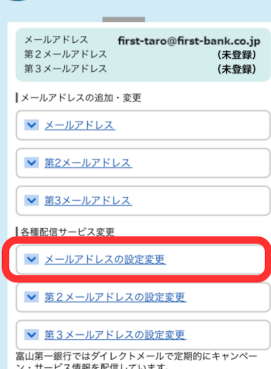 メールアドレス first-taro@first-bank.co.jp
第2メールアドレス (未登録)
第3メールアドレス (未登録)
メールアドレスの追加・変更
メールアドレス
第2メールアドレス
第3メールアドレス
各種配信サービス変更
メールアドレスの設定変更
第2メールアドレスの設定変更
第3メールアドレスの設定変更
富山第一銀行ではダイレクトメールで定期的にキャンペー
ン・サービス情報を配信しています。